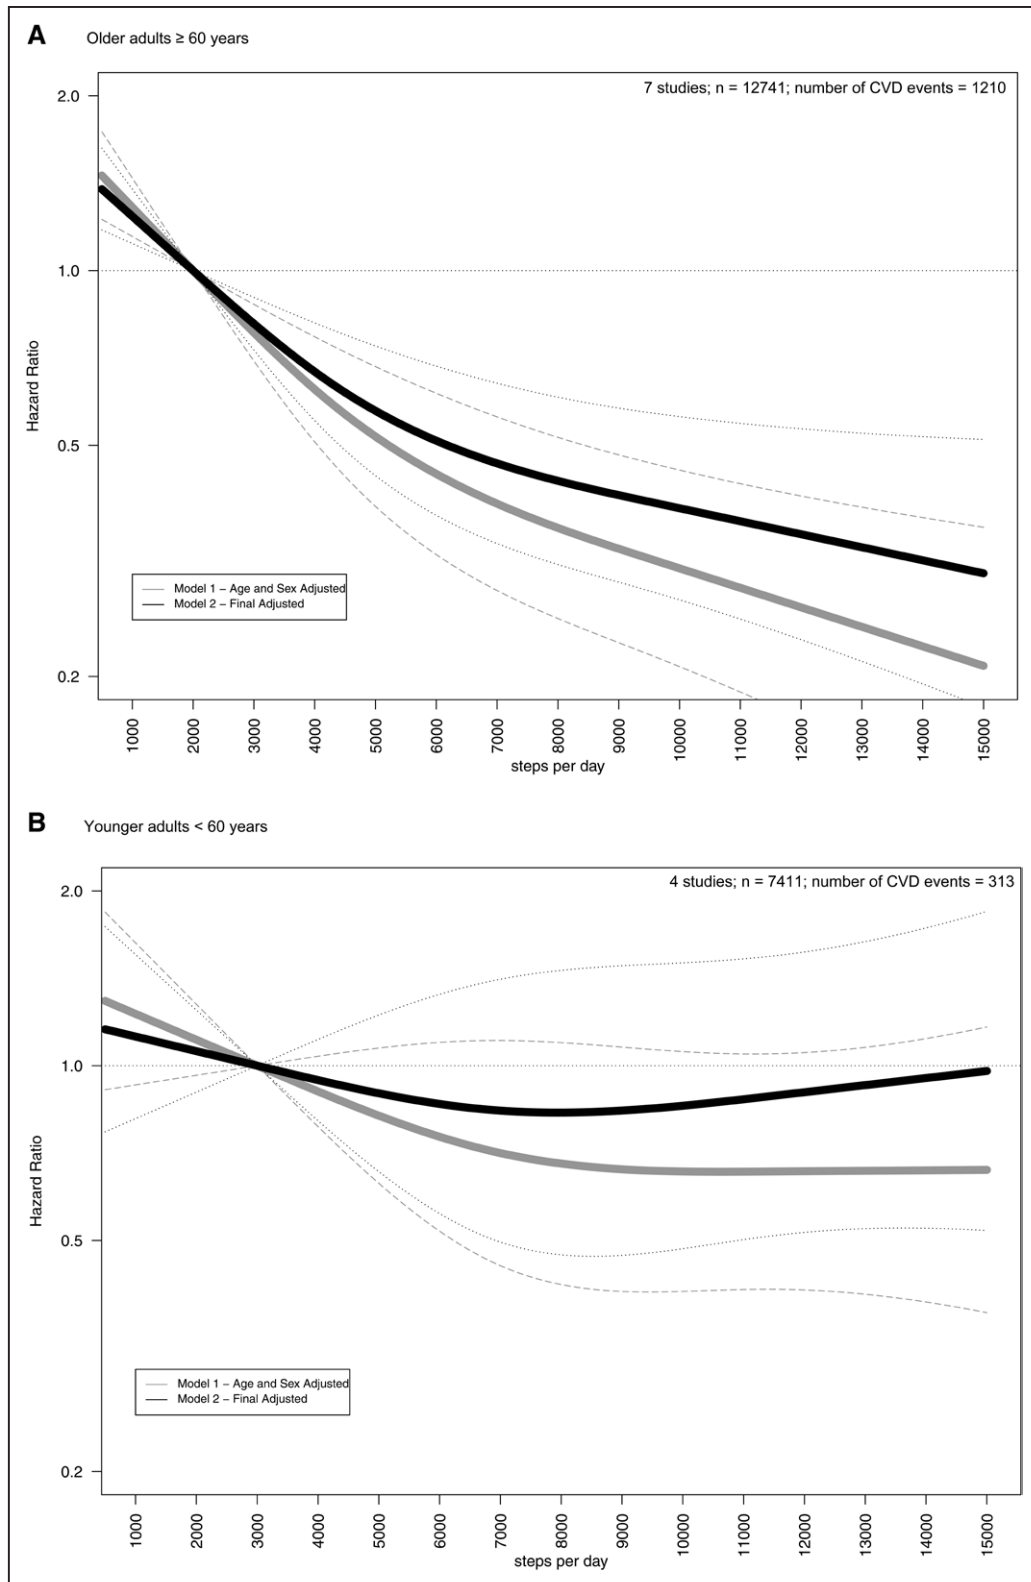 A
Older adults ≥ 60 years
7 studies; n = 12741; number of CVD events = 1210
2.0
1.0
0.5
0.2
Hazard Ratio
Model 1 – Age and Sex Adjusted
Model 2 – Final Adjusted
1000
2000
3000
4000
5000
6000
7000
8000
9000
10000
11000
12000
13000
14000
15000
steps per day
B
Younger adults < 60 years
4 studies; n = 7411; number of CVD events = 313
2.0
1.0
0.5
0.2
Hazard Ratio
Model 1 – Age and Sex Adjusted
Model 2 – Final Adjusted
1000
2000
3000
4000
5000
6000
7000
8000
9000
10000
11000
12000
13000
14000
15000
steps per day